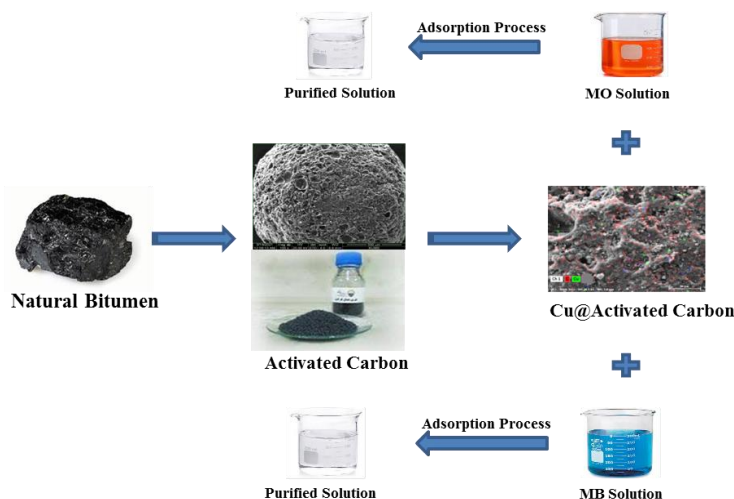 Adsorption Process
Purified Solution
MO Solution
Natural Bitumen
Activated Carbon
Cu@Activated Carbon
Adsorption Process
Purified Solution
MB Solution